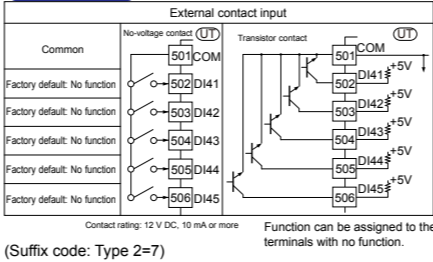 External contact input
Common
No-voltage contact UT
Transistor contact UT
501 COM
501 COM
Factory default: No function
502 DI41
502 DI41 +5V
Factory default: No function
503 DI42
503 DI42 +5V
Factory default: No function
504 DI43
504 DI43 +5V
Factory default: No function
505 DI44
505 DI44 +5V
Factory default: No function
506 DI45
506 DI45 +5V
Contact rating: 12 V DC, 10 mA or more
Function can be assigned to the
terminals with no function.
(Suffix code: Type 2=7)